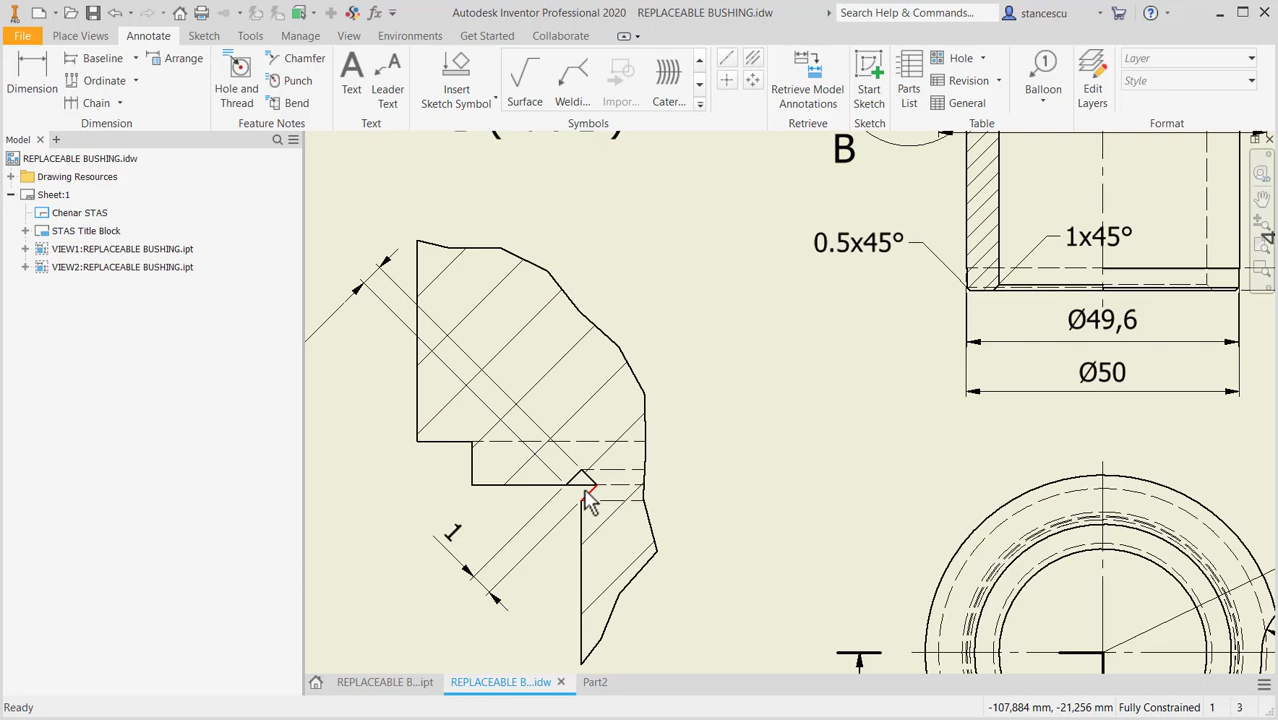 PRO
fx
Autodesk Inventor Professional 2020 REPLACEABLE BUSHING.idw
Search Help & Commands...
stancescu
File Place Views Annotate Sketch Tools Manage View Environments Get Started Collaborate
Dimension
Baseline
Ordinate
Chain
Arrange
Dimension
Hole and Thread
Chamfer
Punch
Bend
Feature Notes
A Text
A Leader Text
Text
Insert Sketch Symbol
Surface
Weldi...
Impor...
Cater...
Symbols
Retrieve Model Annotations
Retrieve
Start Sketch
Sketch
Parts List
Hole
Revision
General
Table
1
Balloon
Edit Layers
Layer
Style
Format
Model
REPLACEABLE BUSHING.idw
Drawing Resources
Sheet:1
Chenar STAS
STAS Title Block
VIEW1:REPLACEABLE BUSHING.ipt
VIEW2:REPLACEABLE BUSHING.ipt
B
0.5x45°
1x45°
4
Ø49,6
Ø50
1
REPLACEABLE B...ipt
REPLACEABLE B...idw
Part2
Ready
-107,884 mm, -21,256 mm Fully Constrained 1 3